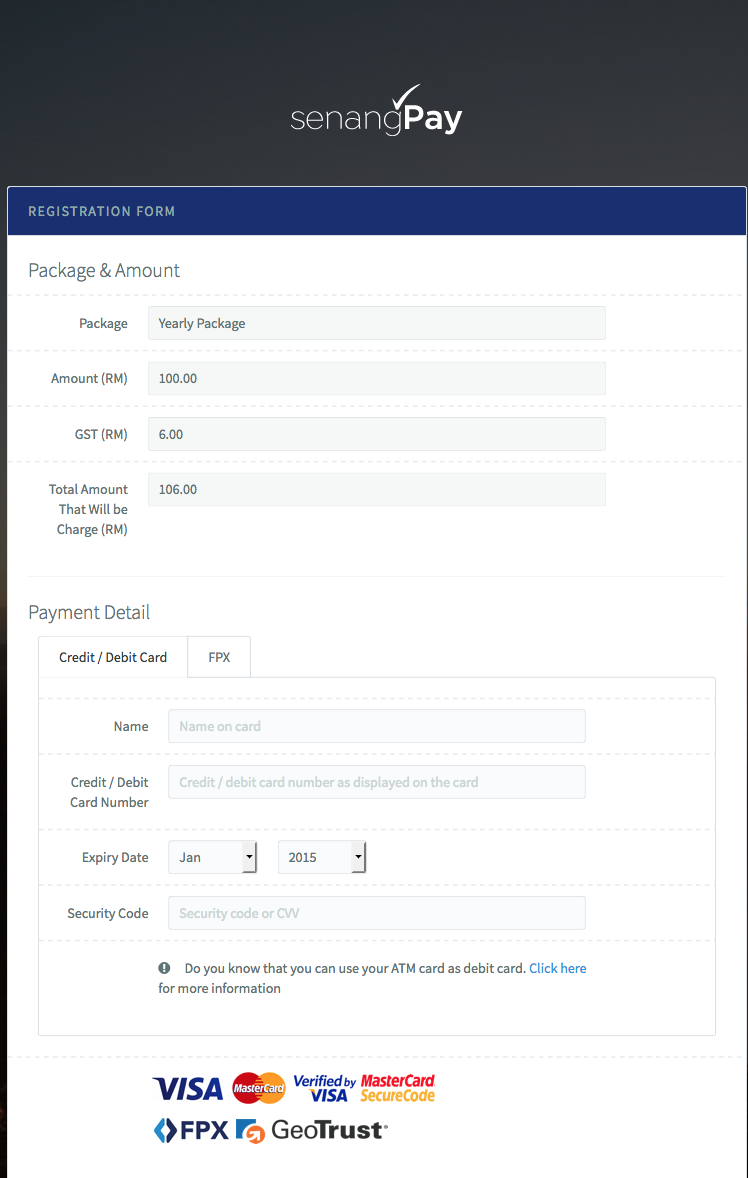 senangPay
REGISTRATION FORM
Package & Amount
Package
Yearly Package
Amount (RM)
100.00
GST (RM)
6.00
Total Amount
That Will be
Charge (RM)
106.00
Payment Detail
Credit / Debit Card
FPX
Name
Name on card
Credit / Debit
Card Number
Credit / debit card number as displayed on the card
Expiry Date
Jan
2015
Security Code
Security code or CVV
Do you know that you can use your ATM card as debit card. Click here
for more information
VISA
MasterCard
Verified by
VISA
MasterCard
SecureCode
FPX
GeoTrust